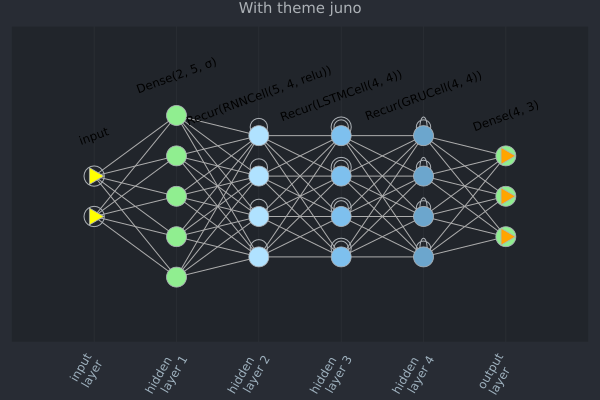 With theme juno
input
Dense(2, 5, σ)
Recur(RNNCell(5, 4, relu))
Recur(LSTMCell(4, 4))
Recur(GRUCell(4, 4))
Dense(4, 3)
input
layer
hidden
layer 1
hidden
layer 2
hidden
layer 3
hidden
layer 4
output
layer